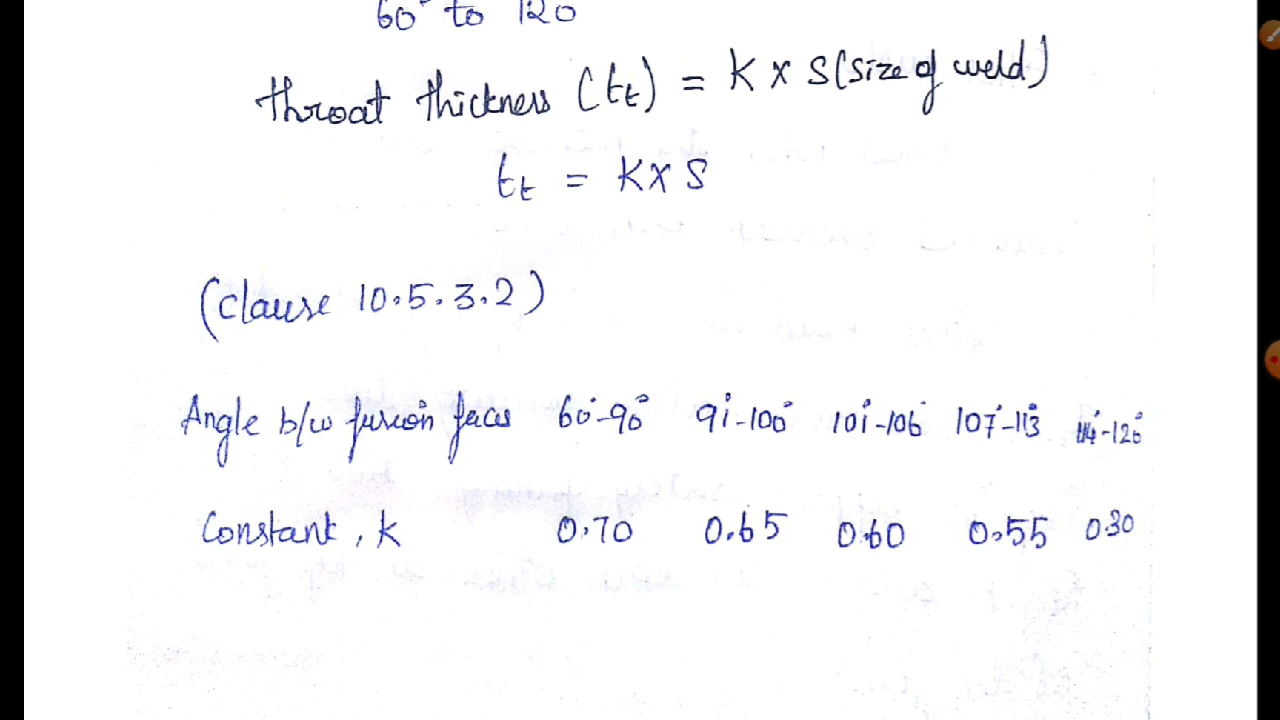 60° to 120
throat thickness (tt) = K x S(size of weld)
tt = K x S
(clause 10.5.3.2)
Angle b/w fusion faces 60°-90° 91°-100° 101°-106° 107°-113° 114°-120°
Constant, K 0.70 0.65 0.60 0.55 0.30